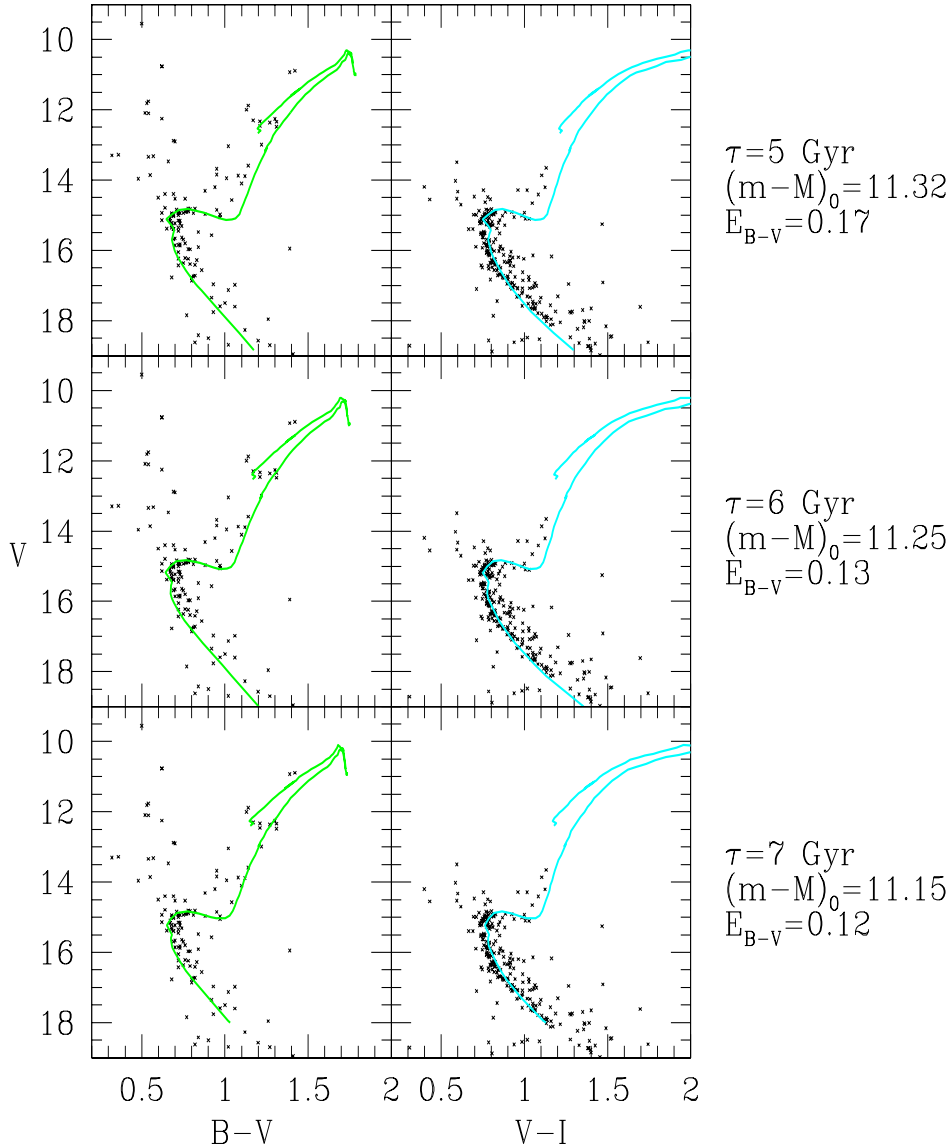 10
12
14
16
18
τ=5 Gyr
(m−M)₀=11.32
E_B−V=0.17
10
12
14
16
18
V
τ=6 Gyr
(m−M)₀=11.25
E_B−V=0.13
10
12
14
16
18
τ=7 Gyr
(m−M)₀=11.15
E_B−V=0.12
0.5 1 1.5 2 0.5 1 1.5 2
B−V V−I